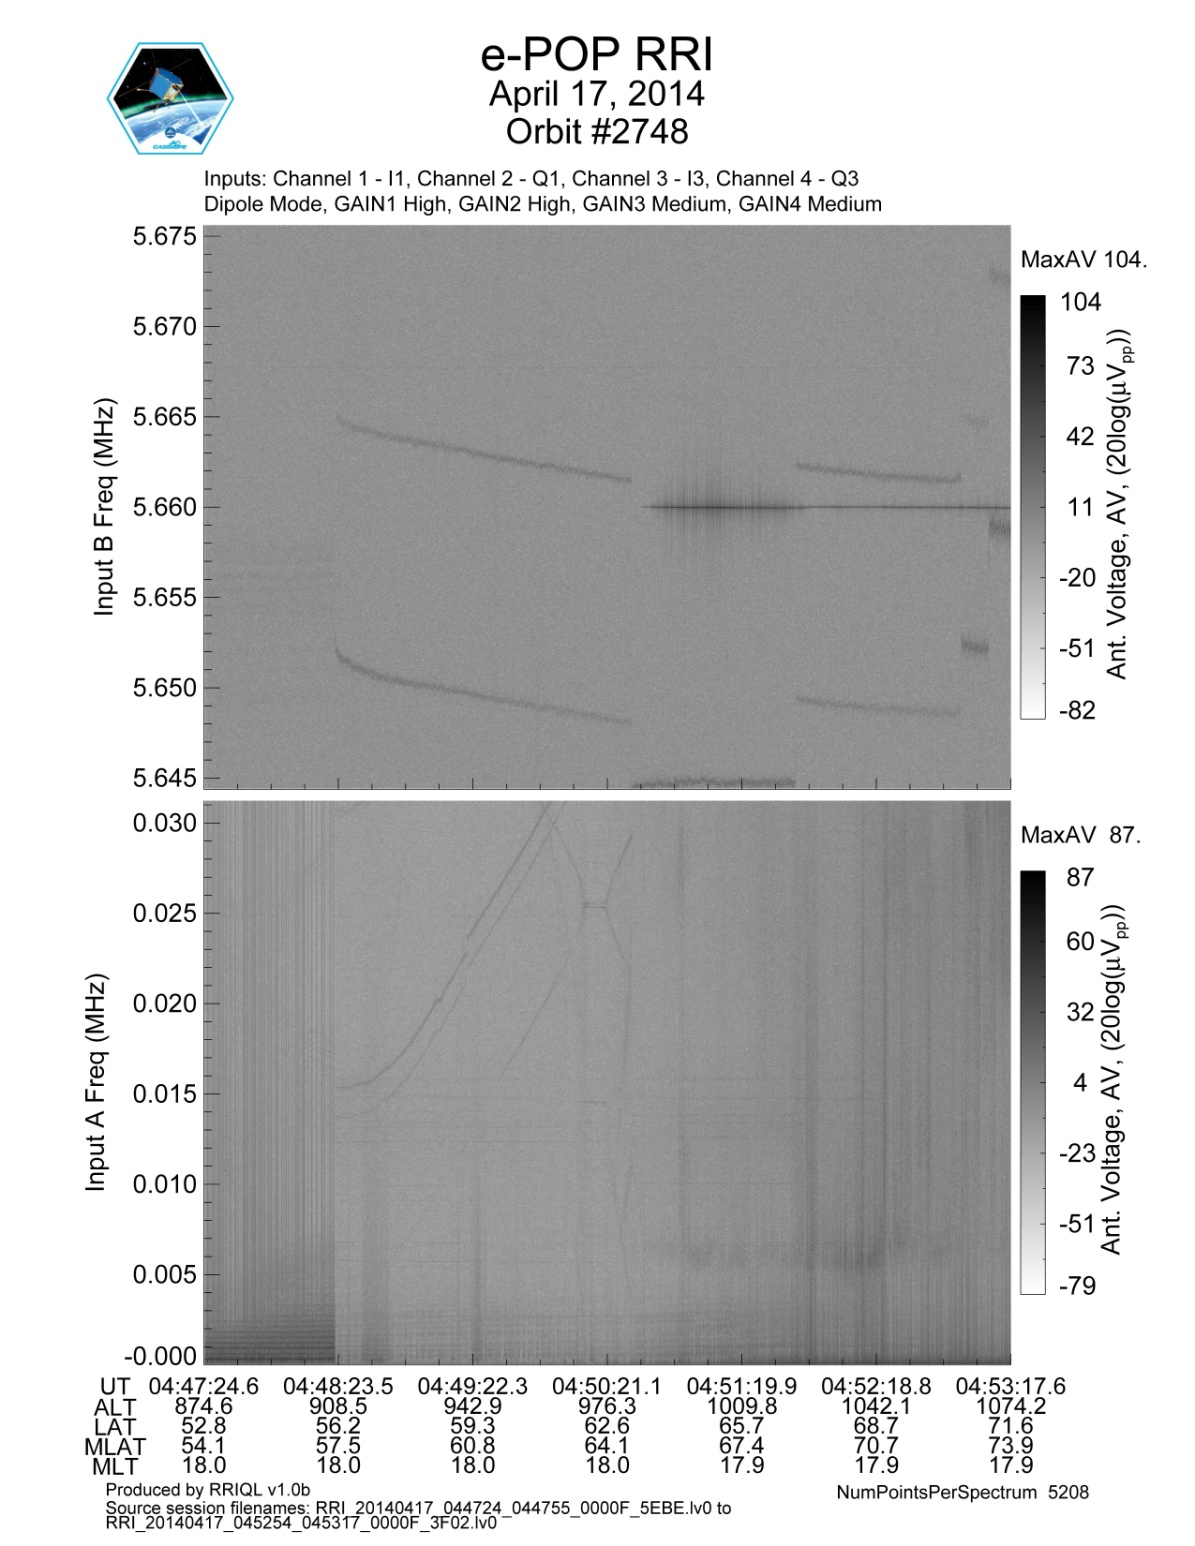 e-POP RRI
April 17, 2014
Orbit #2748
CASSIOPE
Inputs: Channel 1 - I1, Channel 2 - Q1, Channel 3 - I3, Channel 4 - Q3
Dipole Mode, GAIN1 High, GAIN2 High, GAIN3 Medium, GAIN4 Medium
Input B Freq (MHz)
5.675
5.670
5.665
5.660
5.655
5.650
5.645
MaxAV 104.
104
73
42
11
-20
-51
-82
Ant. Voltage, AV, (20log(μVpp))
Input A Freq (MHz)
0.030
0.025
0.020
0.015
0.010
0.005
-0.000
MaxAV 87.
87
60
32
4
-23
-51
-79
Ant. Voltage, AV, (20log(μVpp))
UT 04:47:24.6 04:48:23.5 04:49:22.3 04:50:21.1 04:51:19.9 04:52:18.8 04:53:17.6
ALT 874.6 908.5 942.9 976.3 1009.8 1042.1 1074.2
LAT 52.8 56.2 59.3 62.6 65.7 68.7 71.6
MLAT 54.1 57.5 60.8 64.1 67.4 70.7 73.9
MLT 18.0 18.0 18.0 18.0 17.9 17.9 17.9
Produced by RRIQL v1.0b
NumPointsPerSpectrum 5208
Source session filenames: RRI_20140417_044724_044755_0000F_5EBE.lv0 to
RRI_20140417_045254_045317_0000F_3F02.lv0